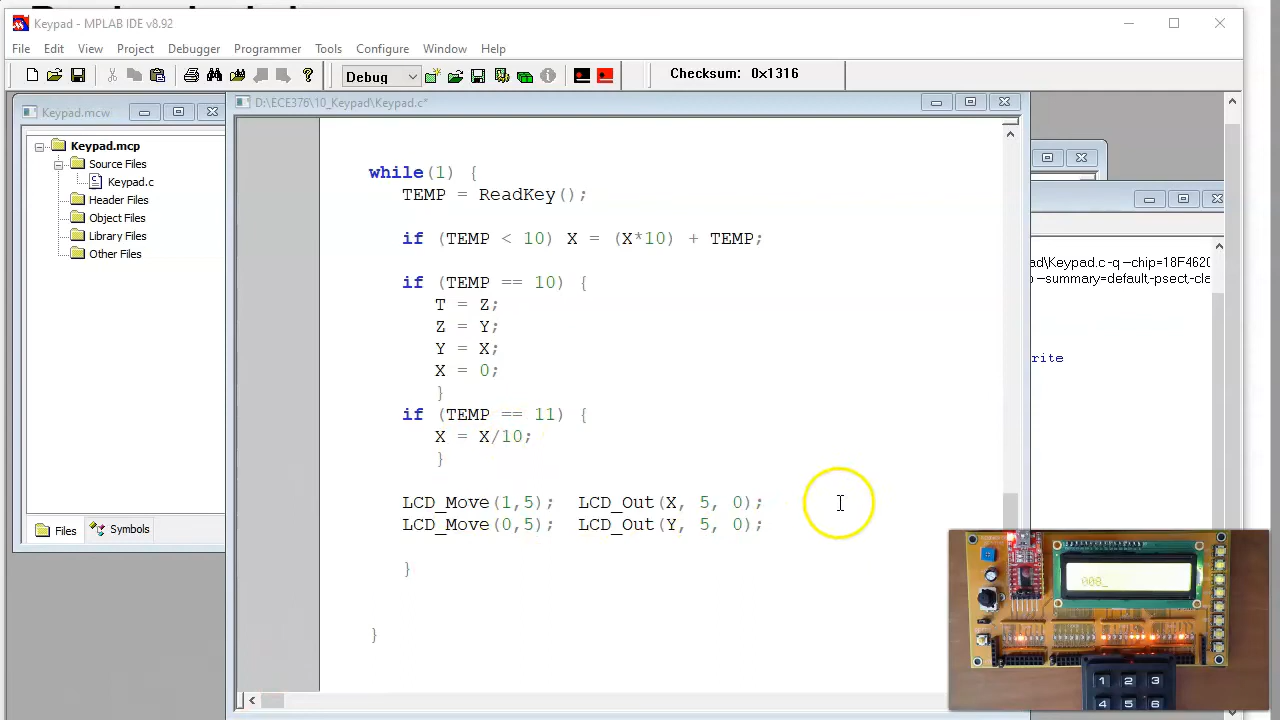 Keypad - MPLAB IDE v8.92
File Edit View Project Debugger Programmer Tools Configure Window Help
Debug
Checksum: 0x1316
Keypad.mcw
D:\ECE376\10_Keypad\Keypad.c*
Keypad.mcp
Source Files
Keypad.c
Header Files
Object Files
Library Files
Other Files
Files
Symbols
while(1) {
TEMP = ReadKey();
if (TEMP < 10) X = (X*10) + TEMP;
if (TEMP == 10) {
T = Z;
Z = Y;
Y = X;
X = 0;
}
if (TEMP == 11) {
X = X/10;
}
LCD_Move(1,5); LCD_Out(X, 5, 0);
LCD_Move(0,5); LCD_Out(Y, 5, 0);
}
}
ad\Keypad.c -q --chip=18F462
--summary=default-psect-cle
rite
1 2 3
4 5 6